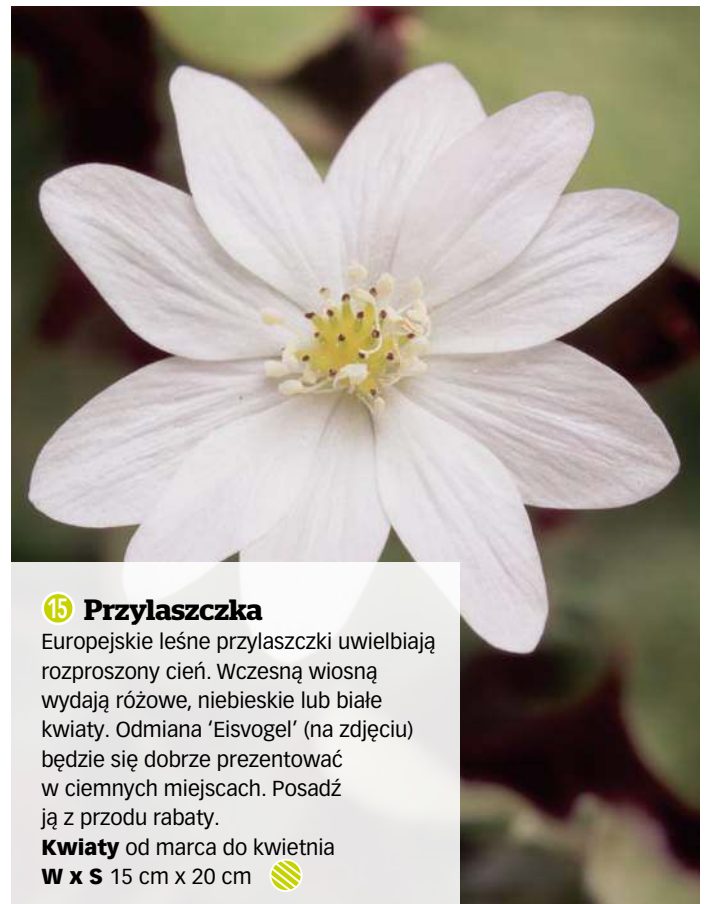 15 Przylaszczka
Europejskie leśne przylaszczki uwielbiają
rozproszony cień. Wczesną wiosną
wydają różowe, niebieskie lub białe
kwiaty. Odmiana ‘Eisvogel’ (na zdjęciu)
będzie się dobrze prezentować
w ciemnych miejscach. Posadź
ją z przodu rabaty.
Kwiaty od marca do kwietnia
W x S 15 cm x 20 cm